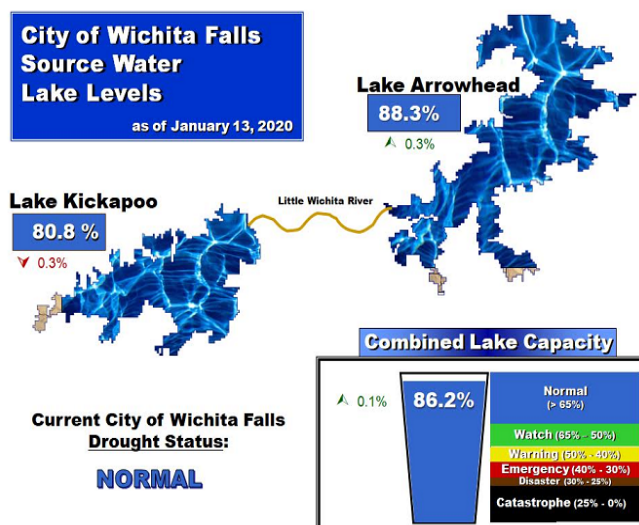 City of Wichita Falls
Source Water
Lake Levels
as of January 13, 2020
Lake Arrowhead
88.3%
0.3%
Little Wichita River
Lake Kickapoo
80.8 %
0.3%
Combined Lake Capacity
0.1%
86.2%
Normal
(> 65%)
Watch (65% - 50%)
Warning (50% - 40%)
Emergency (40% - 30%)
Disaster (30% - 25%)
Catastrophe (25% - 0%)
Current City of Wichita Falls
Drought Status:
NORMAL